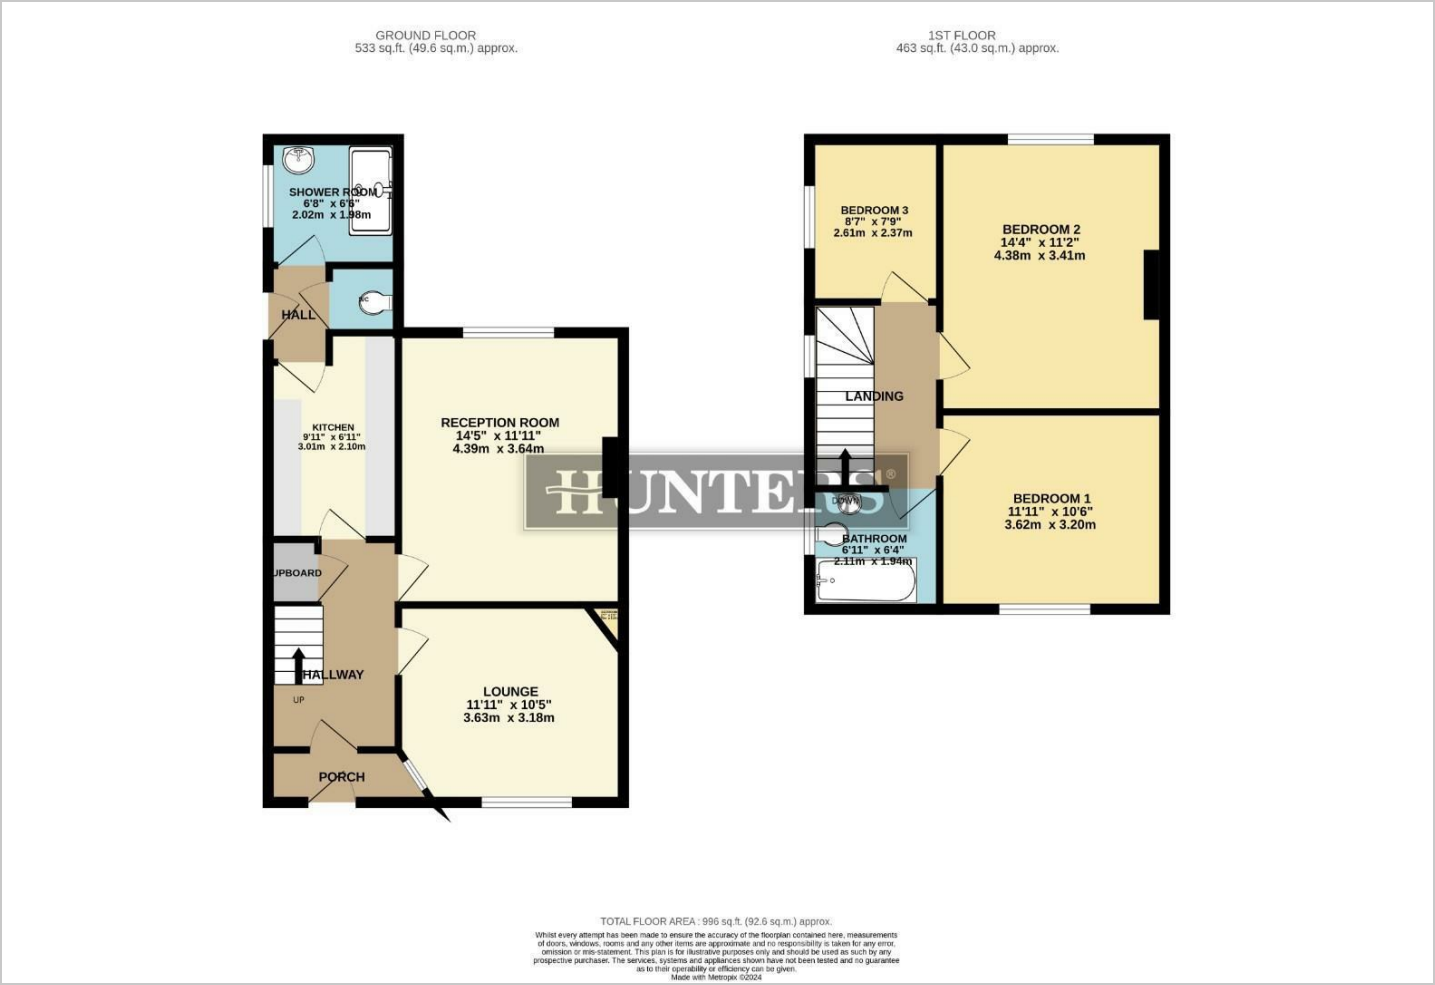 GROUND FLOOR
533 sq.ft. (49.6 sq.m.) approx.
1ST FLOOR
463 sq.ft. (43.0 sq.m.) approx.
SHOWER ROOM
6'8" x 6'6"
2.02m x 1.98m
WC
HALL
KITCHEN
9'11" x 6'11"
3.01m x 2.10m
RECEPTION ROOM
14'5" x 11'11"
4.39m x 3.64m
UPBOARD
HALLWAY
UP
LOUNGE
11'11" x 10'5"
3.63m x 3.18m
PORCH
BEDROOM 3
8'7" x 7'9"
2.61m x 2.37m
BEDROOM 2
14'4" x 11'2"
4.38m x 3.41m
LANDING
DOWN
BEDROOM 1
11'11" x 10'6"
3.62m x 3.20m
BATHROOM
6'11" x 6'4"
2.11m x 1.94m
HUNTERS®
TOTAL FLOOR AREA : 996 sq.ft. (92.6 sq.m.) approx.
Whilst every attempt has been made to ensure the accuracy of the floorplan contained here, measurements
of doors, windows, rooms and any other items are approximate and no responsibility is taken for any error,
omission or mis-statement. This plan is for illustrative purposes only and should be used as such by any
prospective purchaser. The services, systems and appliances shown have not been tested and no guarantee
as to their operability or efficiency can be given.
Made with Metropix ©2024